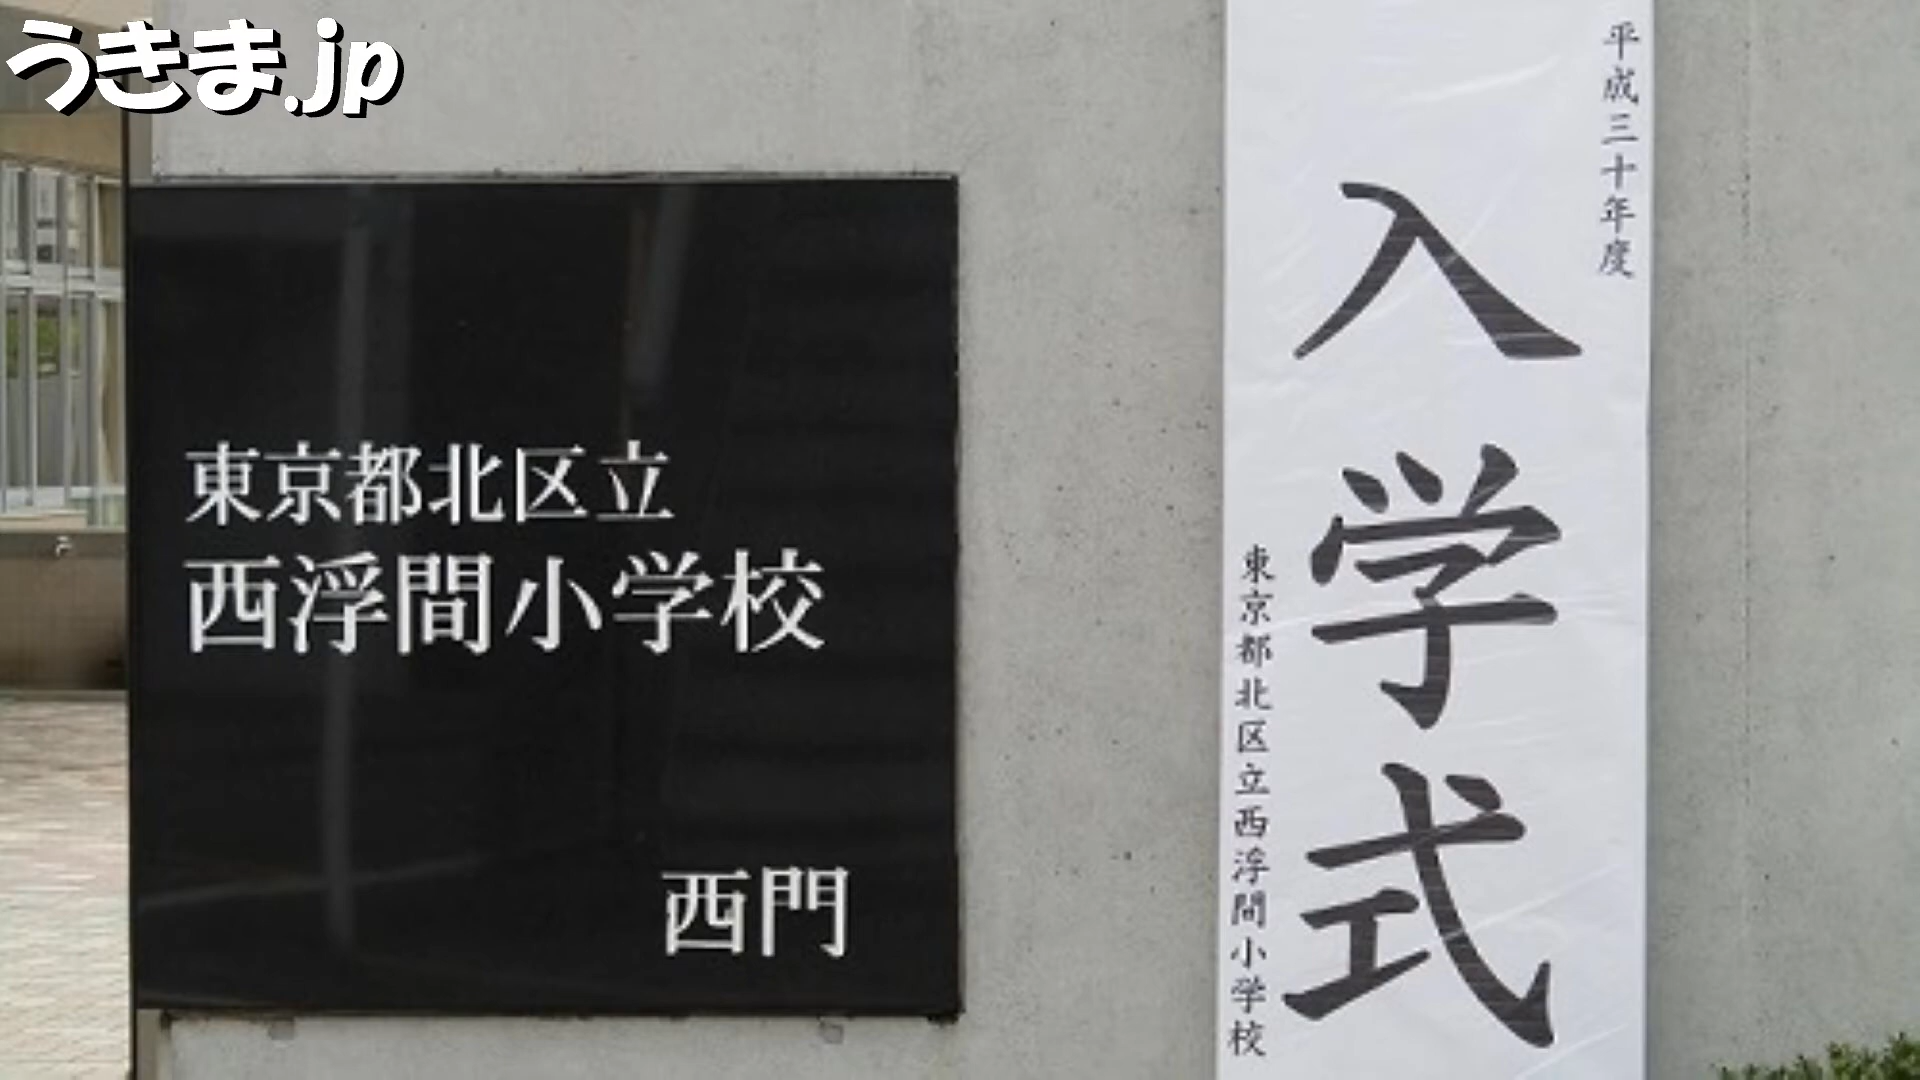 うきま.jp
東京都北区立
西浮間小学校
西門
平成三十年度
入学式
東京都北区立西浮間小学校